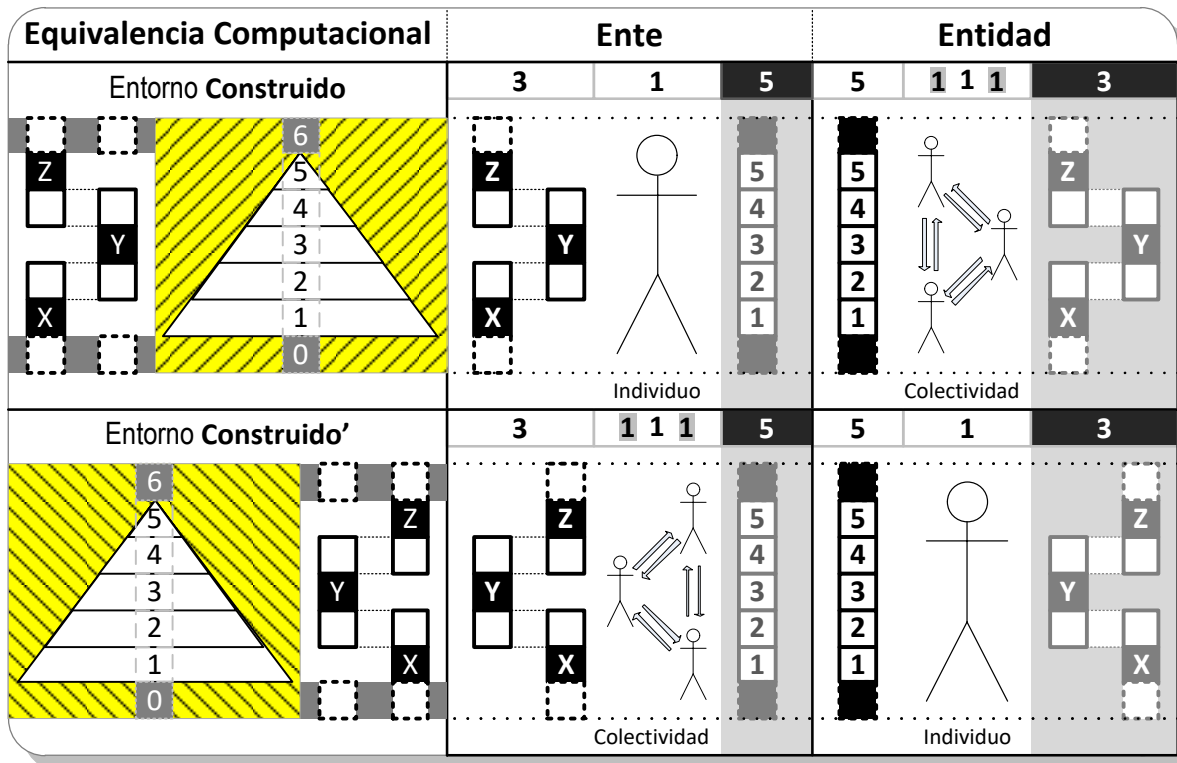 Equivalencia Computacional Ente Entidad
Entorno Construido 3 1 5 5 1 1 1 3
6
Z 5 Z 5 5 Z
4 4 4
Y 3 Y 3 3 Y
2 2 2
X 1 X 1 1 X
0
Individuo Colectividad
Entorno Construido’ 3 1 1 1 5 5 1 3
6
5 Z Z 5 5 Z
4 4 4
3 Y Y 3 3 Y
2 2 2
1 X X 1 1 X
0
Colectividad Individuo